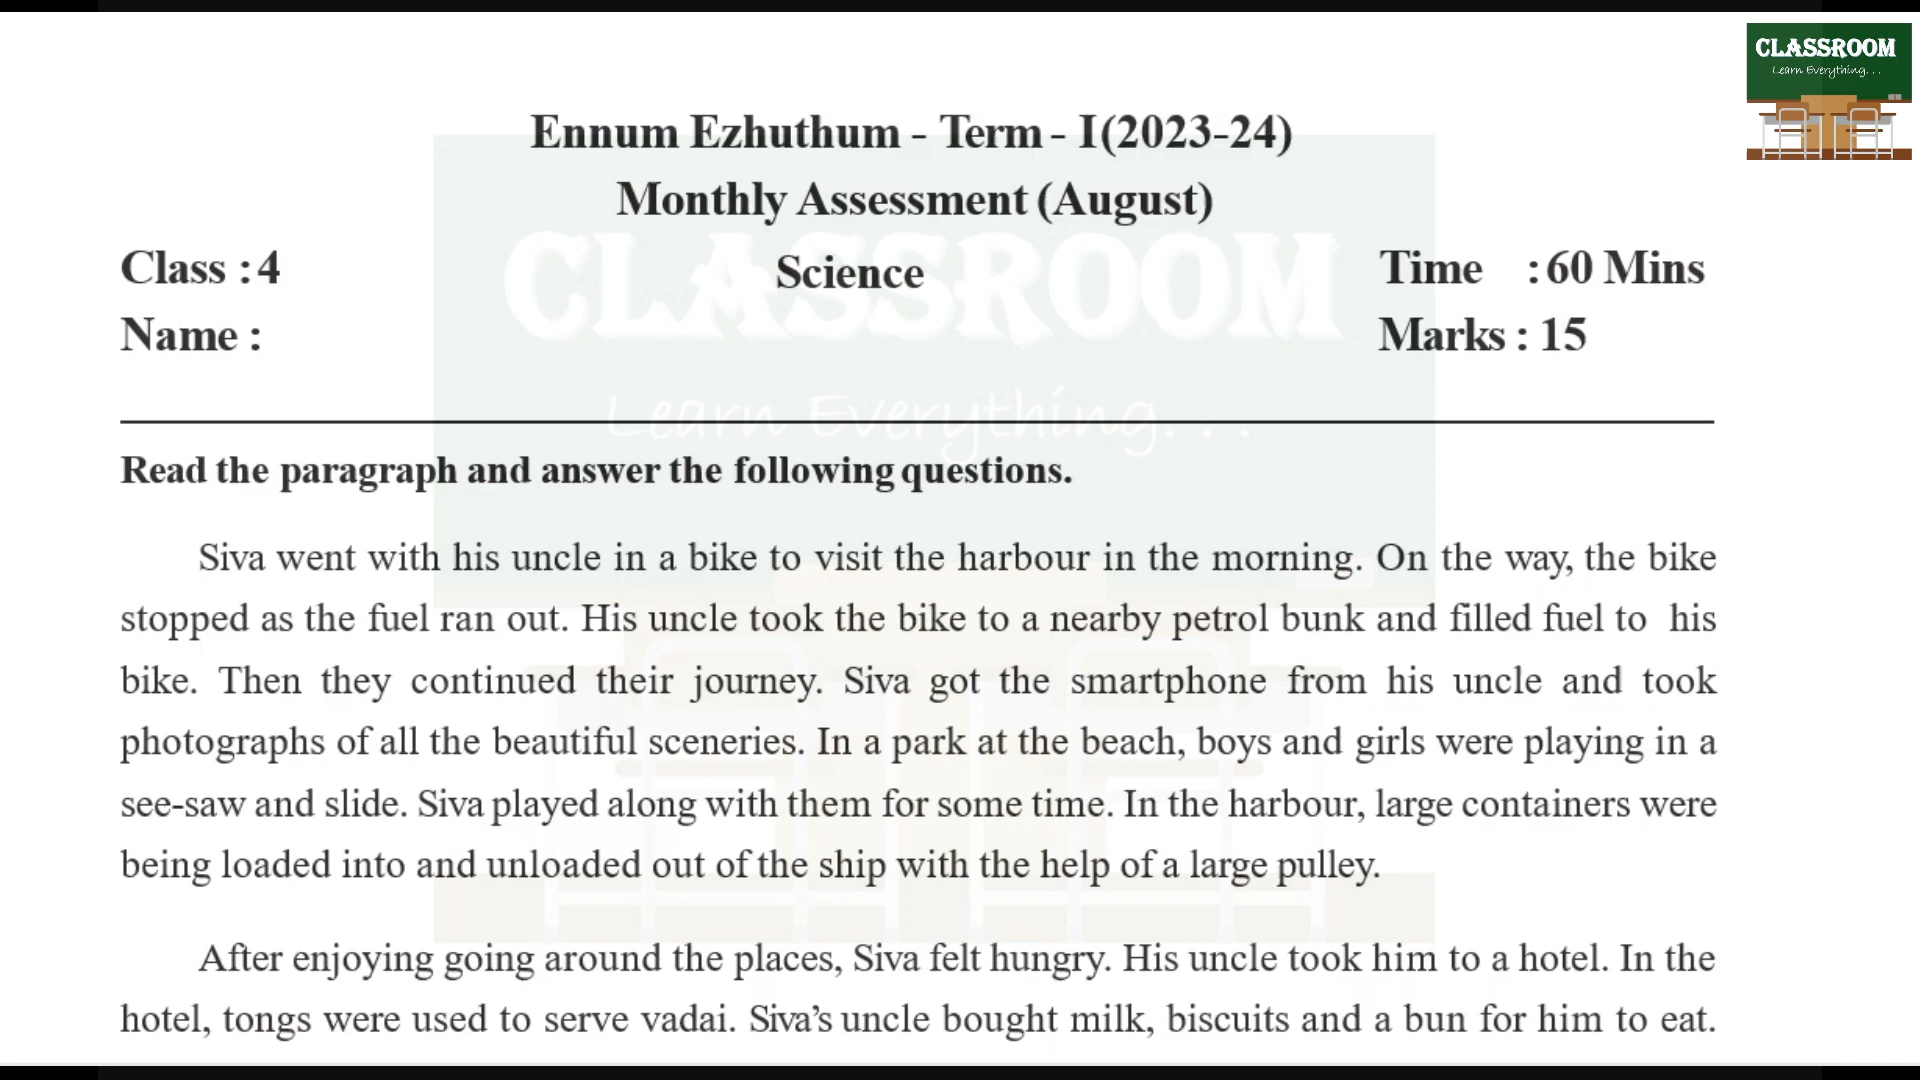 CLASSROOM
Learn Everything...
Ennum Ezhuthum - Term - I(2023-24)
Monthly Assessment (August)
Class : 4 Science Time : 60 Mins
Name : Marks : 15
CLASSROOM
Learn Everything...
Read the paragraph and answer the following questions.
Siva went with his uncle in a bike to visit the harbour in the morning. On the way, the bike
stopped as the fuel ran out. His uncle took the bike to a nearby petrol bunk and filled fuel to his
bike. Then they continued their journey. Siva got the smartphone from his uncle and took
photographs of all the beautiful sceneries. In a park at the beach, boys and girls were playing in a
see-saw and slide. Siva played along with them for some time. In the harbour, large containers were
being loaded into and unloaded out of the ship with the help of a large pulley.
After enjoying going around the places, Siva felt hungry. His uncle took him to a hotel. In the
hotel, tongs were used to serve vadai. Siva’s uncle bought milk, biscuits and a bun for him to eat.